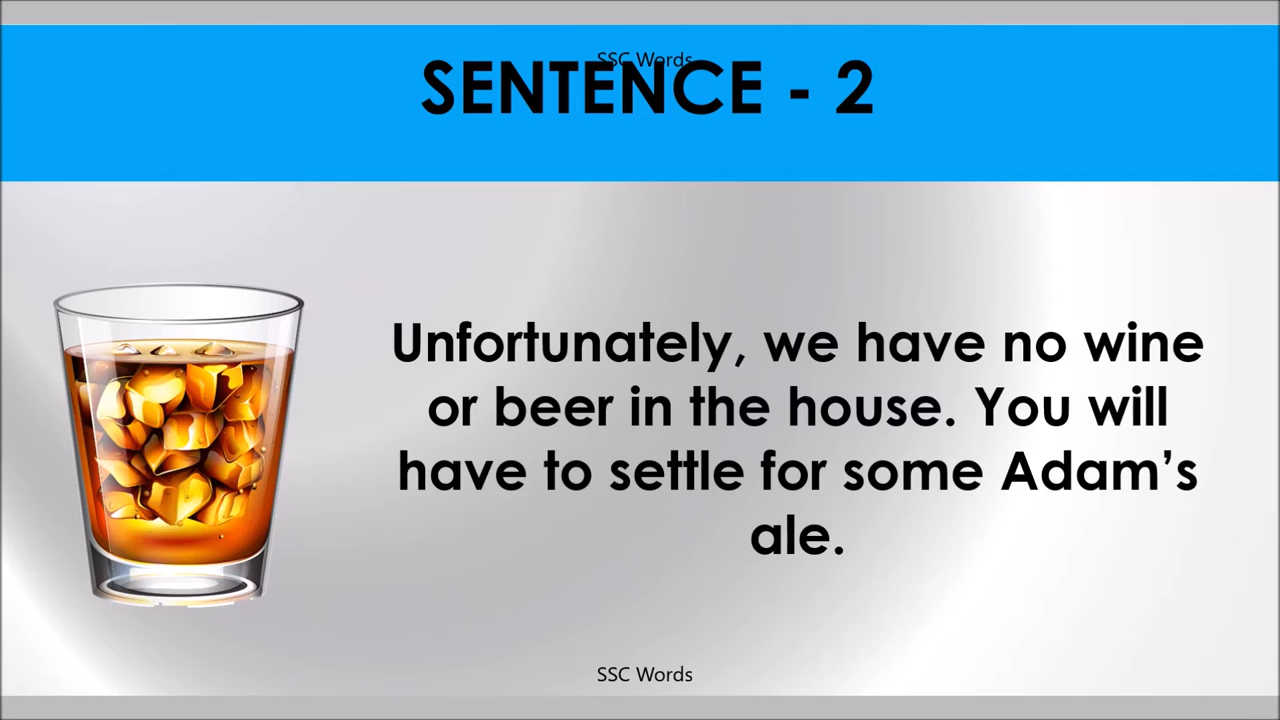 SSC Words
SENTENCE - 2
Unfortunately, we have no wine
or beer in the house. You will
have to settle for some Adam’s
ale.
SSC Words